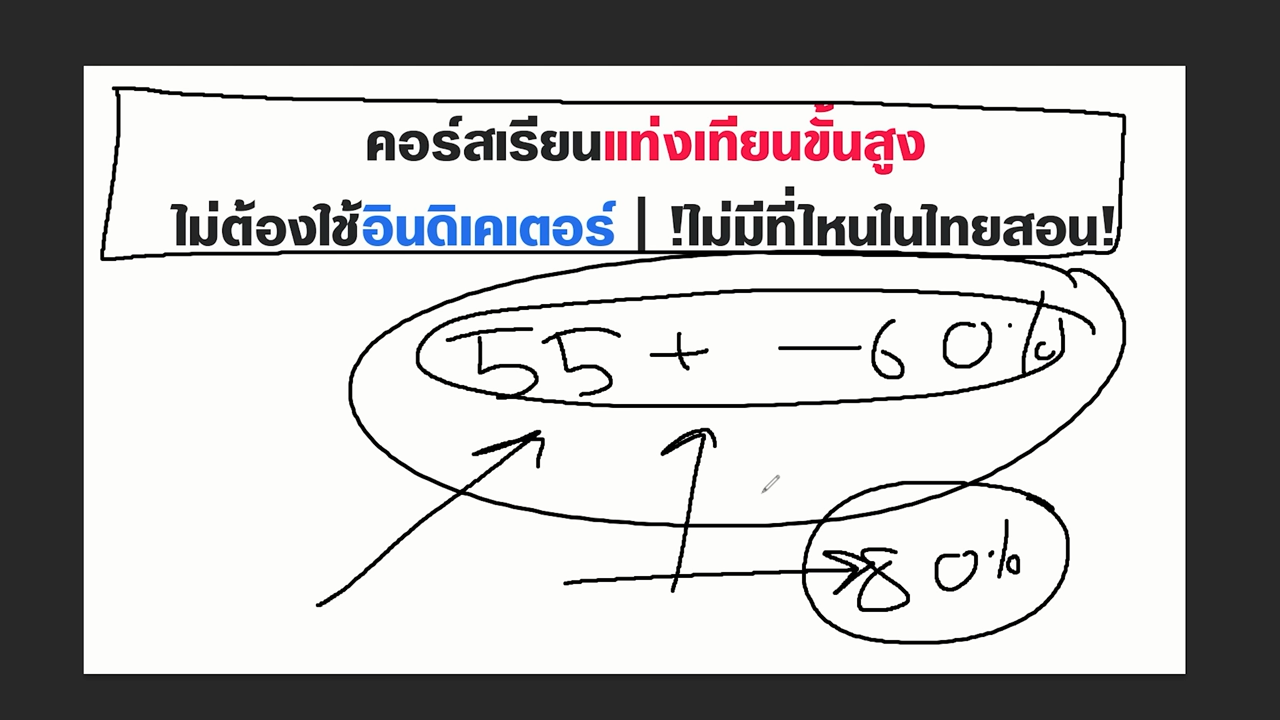 คอร์สเรียนแท่งเทียนขั้นสูง
ไม่ต้องใช้อินดิเคเตอร์ | !ไม่มีที่ไหนในไทยสอน!
55 + — 60%
80%